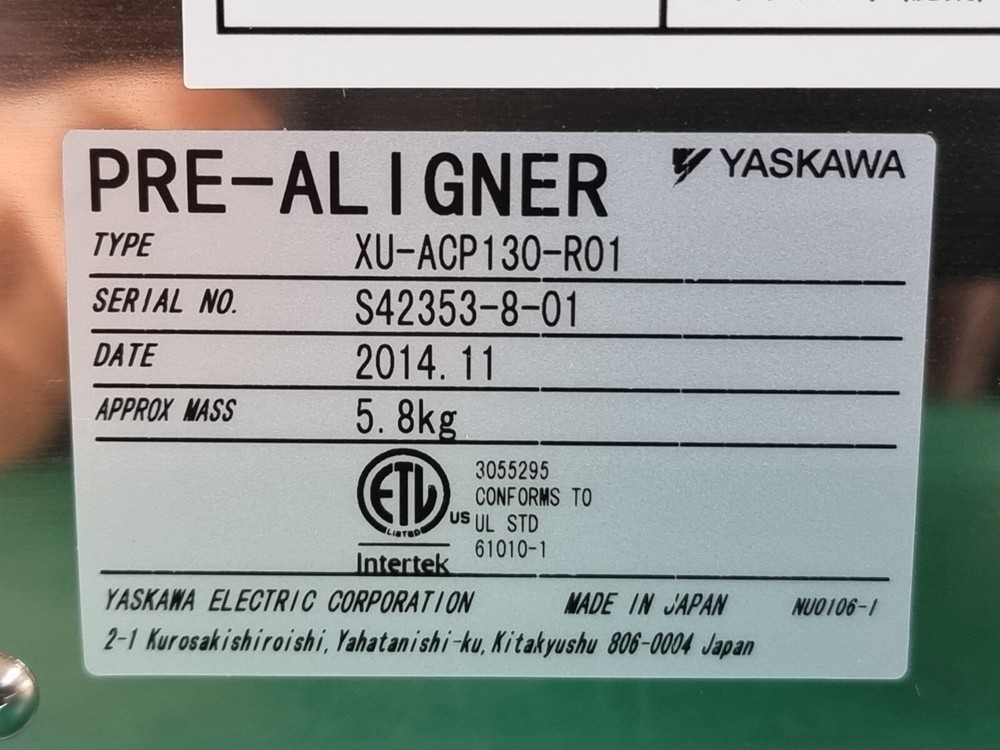 PRE-ALIGNER YASKAWA
TYPE XU-ACP130-R01
SERIAL NO. S42353-8-01
DATE 2014.11
APPROX MASS 5.8kg
ETL LISTED US
Intertek
3055295
CONFORMS TO
UL STD
61010-1
YASKAWA ELECTRIC CORPORATION MADE IN JAPAN NU0106-1
2-1 Kurosakishiroishi, Yahatanishi-ku, Kitakyushu 806-0004 Japan